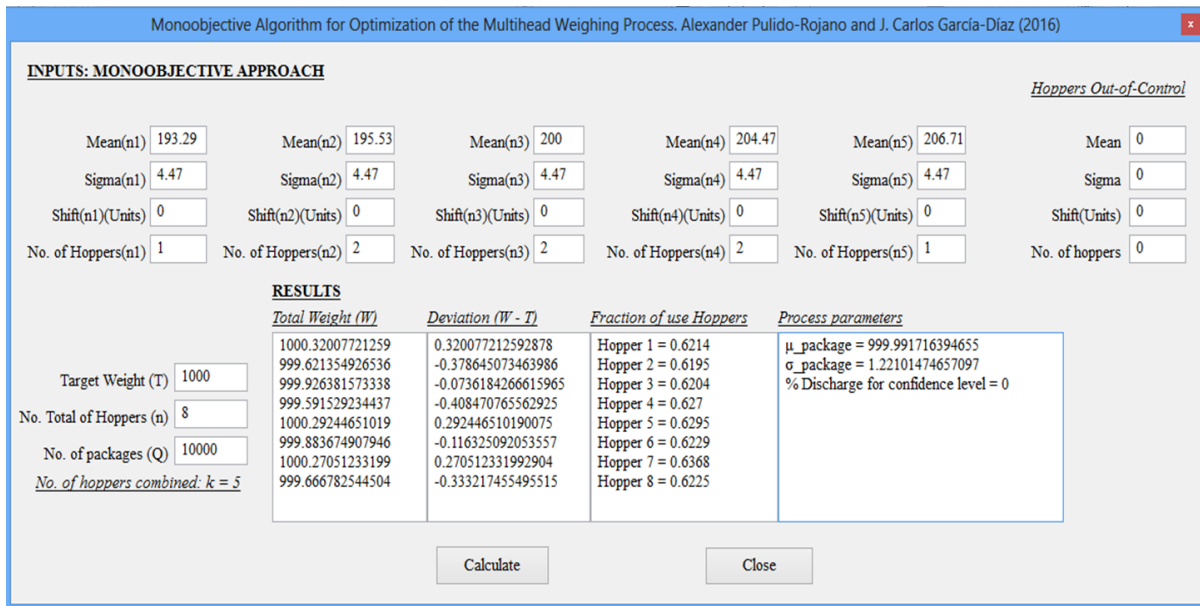 Monoobjective Algorithm for Optimization of the Multihead Weighing Process. Alexander Pulido-Rojano and J. Carlos García-Díaz (2016)
x
INPUTS: MONOOBJECTIVE APPROACH
Hoppers Out-of-Control
Mean(n1) 193.29 Mean(n2) 195.53 Mean(n3) 200 Mean(n4) 204.47 Mean(n5) 206.71 Mean 0
Sigma(n1) 4.47 Sigma(n2) 4.47 Sigma(n3) 4.47 Sigma(n4) 4.47 Sigma(n5) 4.47 Sigma 0
Shift(n1)(Units) 0 Shift(n2)(Units) 0 Shift(n3)(Units) 0 Shift(n4)(Units) 0 Shift(n5)(Units) 0 Shift(Units) 0
No. of Hoppers(n1) 1 No. of Hoppers(n2) 2 No. of Hoppers(n3) 2 No. of Hoppers(n4) 2 No. of Hoppers(n5) 1 No. of hoppers 0
RESULTS
Total Weight (W) Deviation (W - T) Fraction of use Hoppers Process parameters
1000.32007721259 0.320077212592878 Hopper 1 = 0.6214 μ_package = 999.991716394655
999.621354926536 -0.378645073463986 Hopper 2 = 0.6195 σ_package = 1.22101474657097
999.926381573338 -0.0736184266615965 Hopper 3 = 0.6204 % Discharge for confidence level = 0
999.591529234437 -0.408470765562925 Hopper 4 = 0.627
1000.29244651019 0.292446510190075 Hopper 5 = 0.6295
999.883674907946 -0.116325092053557 Hopper 6 = 0.6229
1000.27051233199 0.270512331992904 Hopper 7 = 0.6368
999.666782544504 -0.333217455495515 Hopper 8 = 0.6225
Target Weight (T) 1000
No. Total of Hoppers (n) 8
No. of packages (Q) 10000
No. of hoppers combined: k = 5
Calculate Close